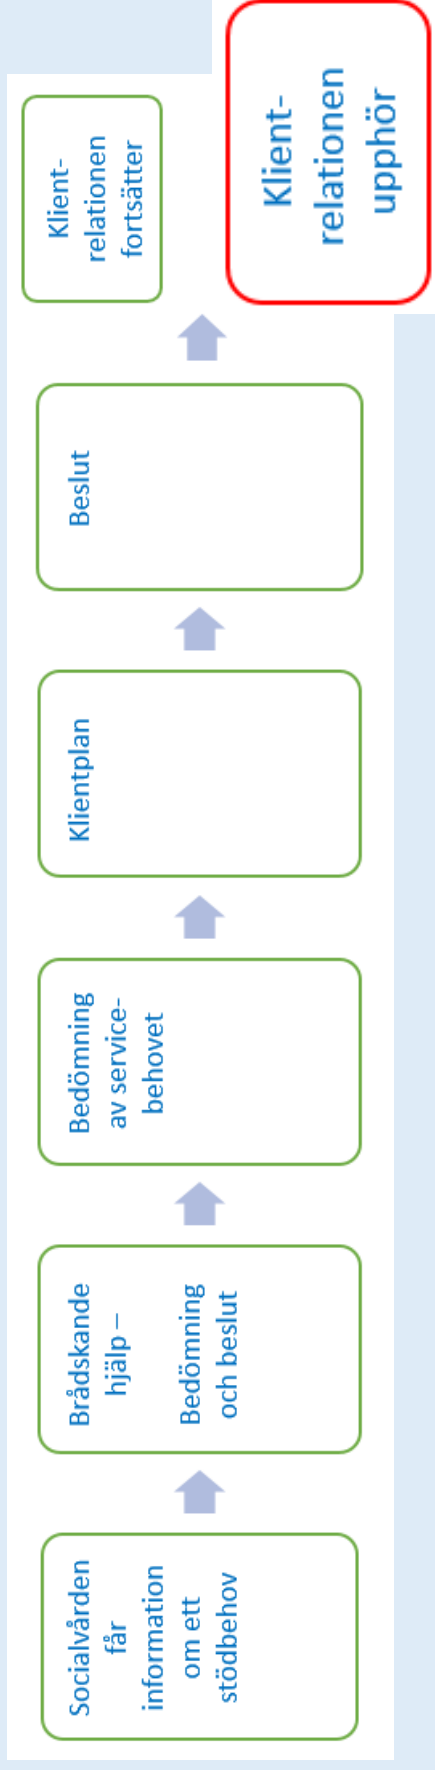 Socialvården
får
information
om ett
stödbehov
Brådskande
hjälp –
Bedömning
och beslut
Bedömning
av service-
behovet
Klientplan
Beslut
Klient-
relationen
fortsätter
Klient-
relationen
upphör